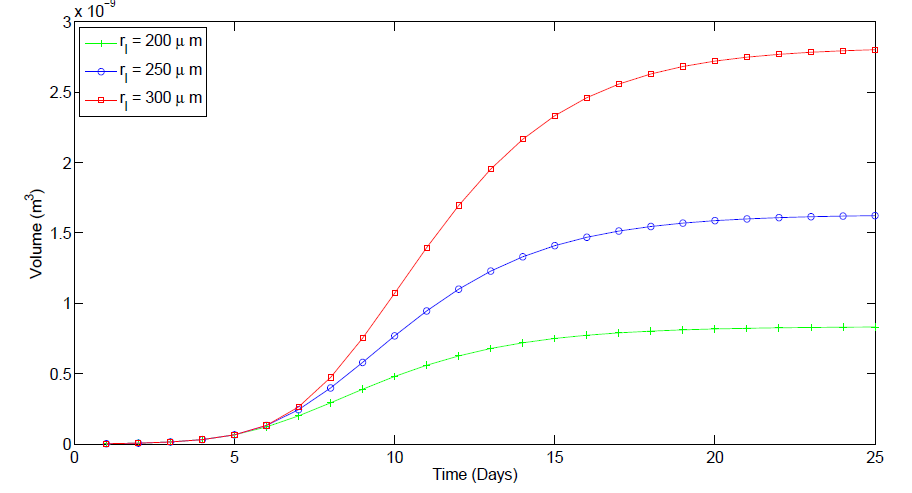 x 10⁻⁹
3
r_l = 200 μ m
r_l = 250 μ m
r_l = 300 μ m
2.5
2
1.5
1
0.5
0
Volume (m³)
0 5 10 15 20 25
Time (Days)